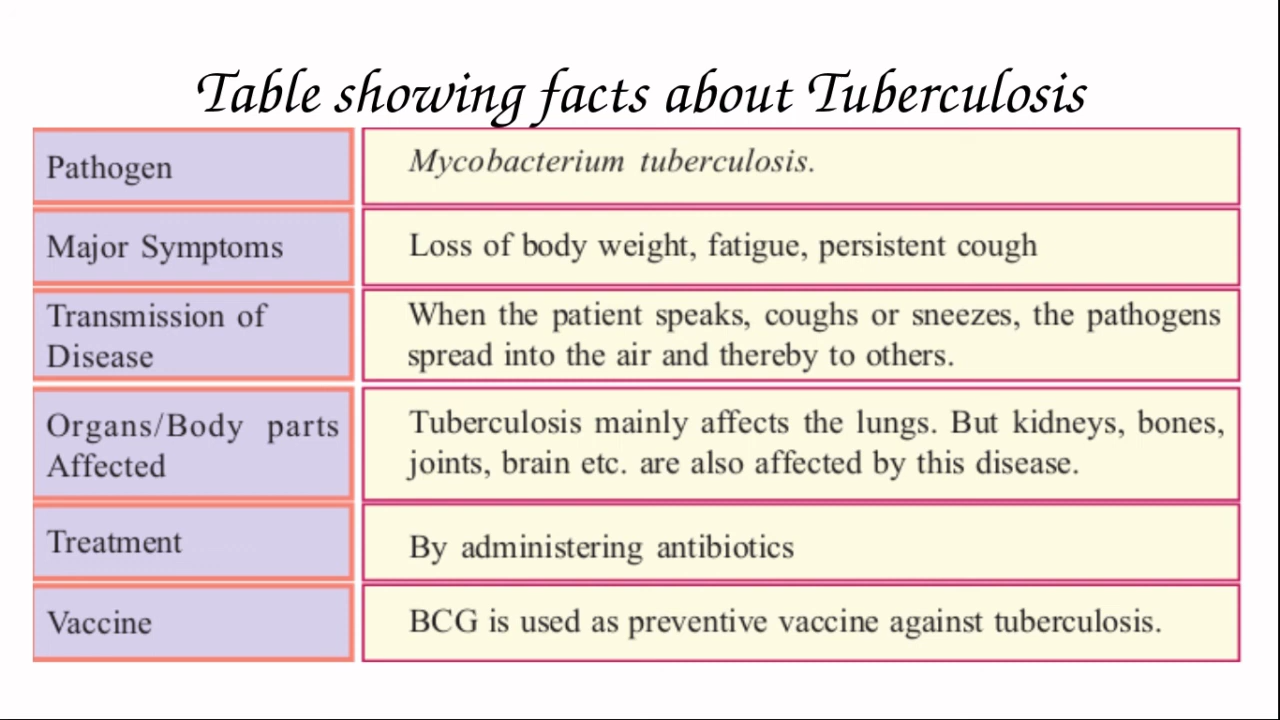 Table showing facts about Tuberculosis
Pathogen
Mycobacterium tuberculosis.
Major Symptoms
Loss of body weight, fatigue, persistent cough
Transmission of
Disease
When the patient speaks, coughs or sneezes, the pathogens
spread into the air and thereby to others.
Organs/Body parts
Affected
Tuberculosis mainly affects the lungs. But kidneys, bones,
joints, brain etc. are also affected by this disease.
Treatment
By administering antibiotics
Vaccine
BCG is used as preventive vaccine against tuberculosis.